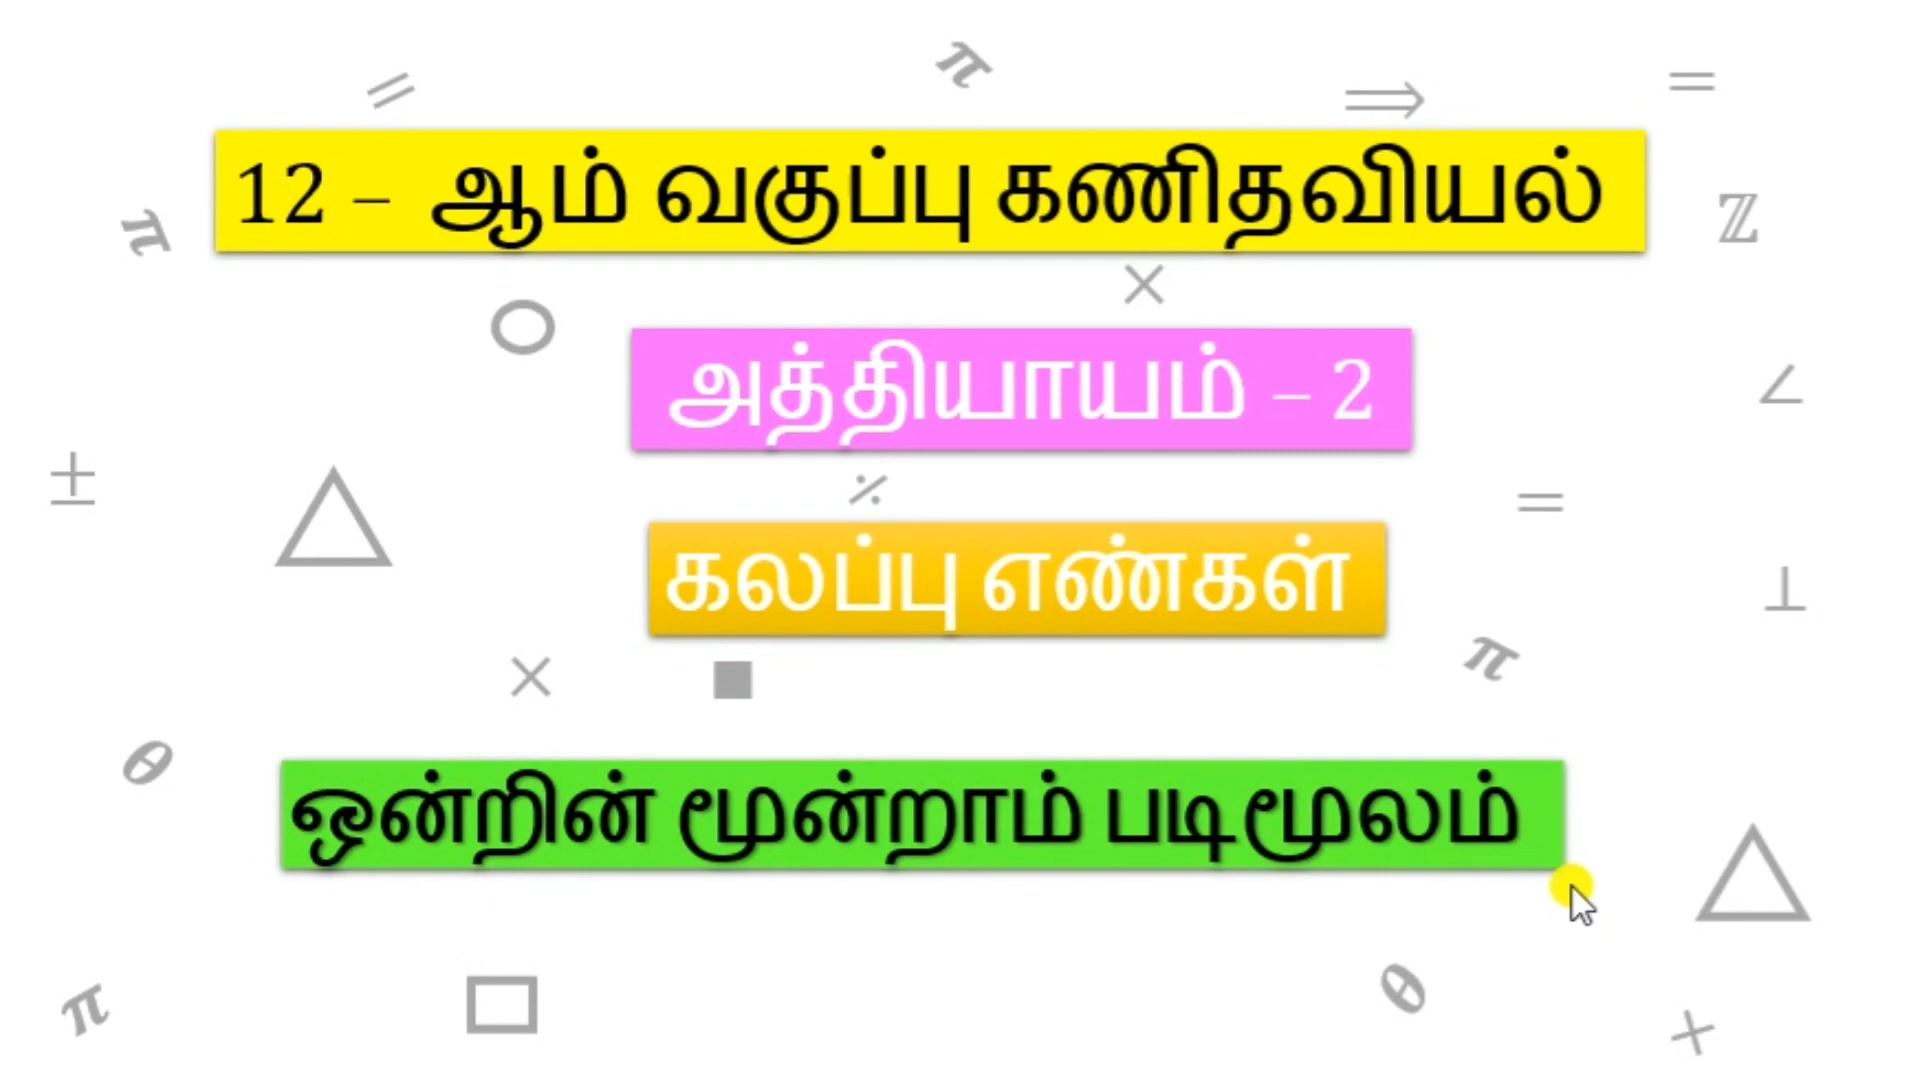 12 – ஆம் வகுப்பு கணிதவியல்
அத்தியாயம் – 2
கலப்பு எண்கள்
ஒன்றின் மூன்றாம் படிமூலம்